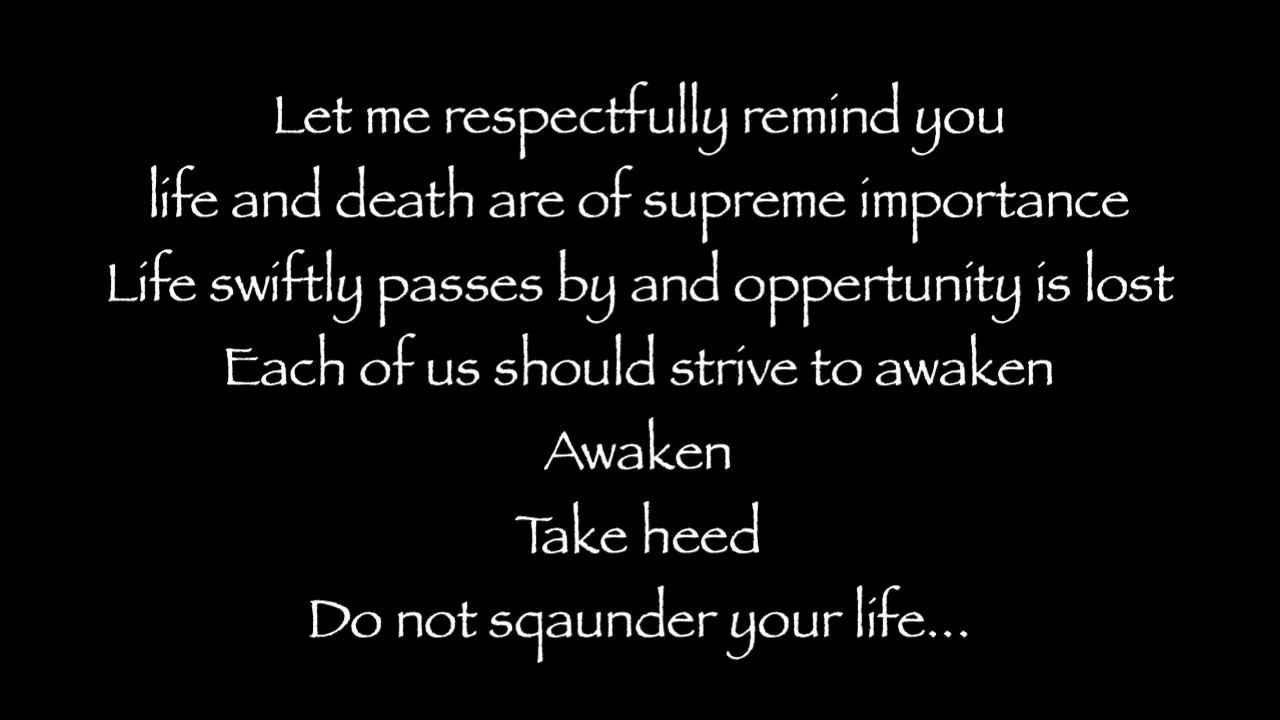 Let me respectfully remind you
life and death are of supreme importance
Life swiftly passes by and oppertunity is lost
Each of us should strive to awaken
Awaken
Take heed
Do not sqaunder your life...